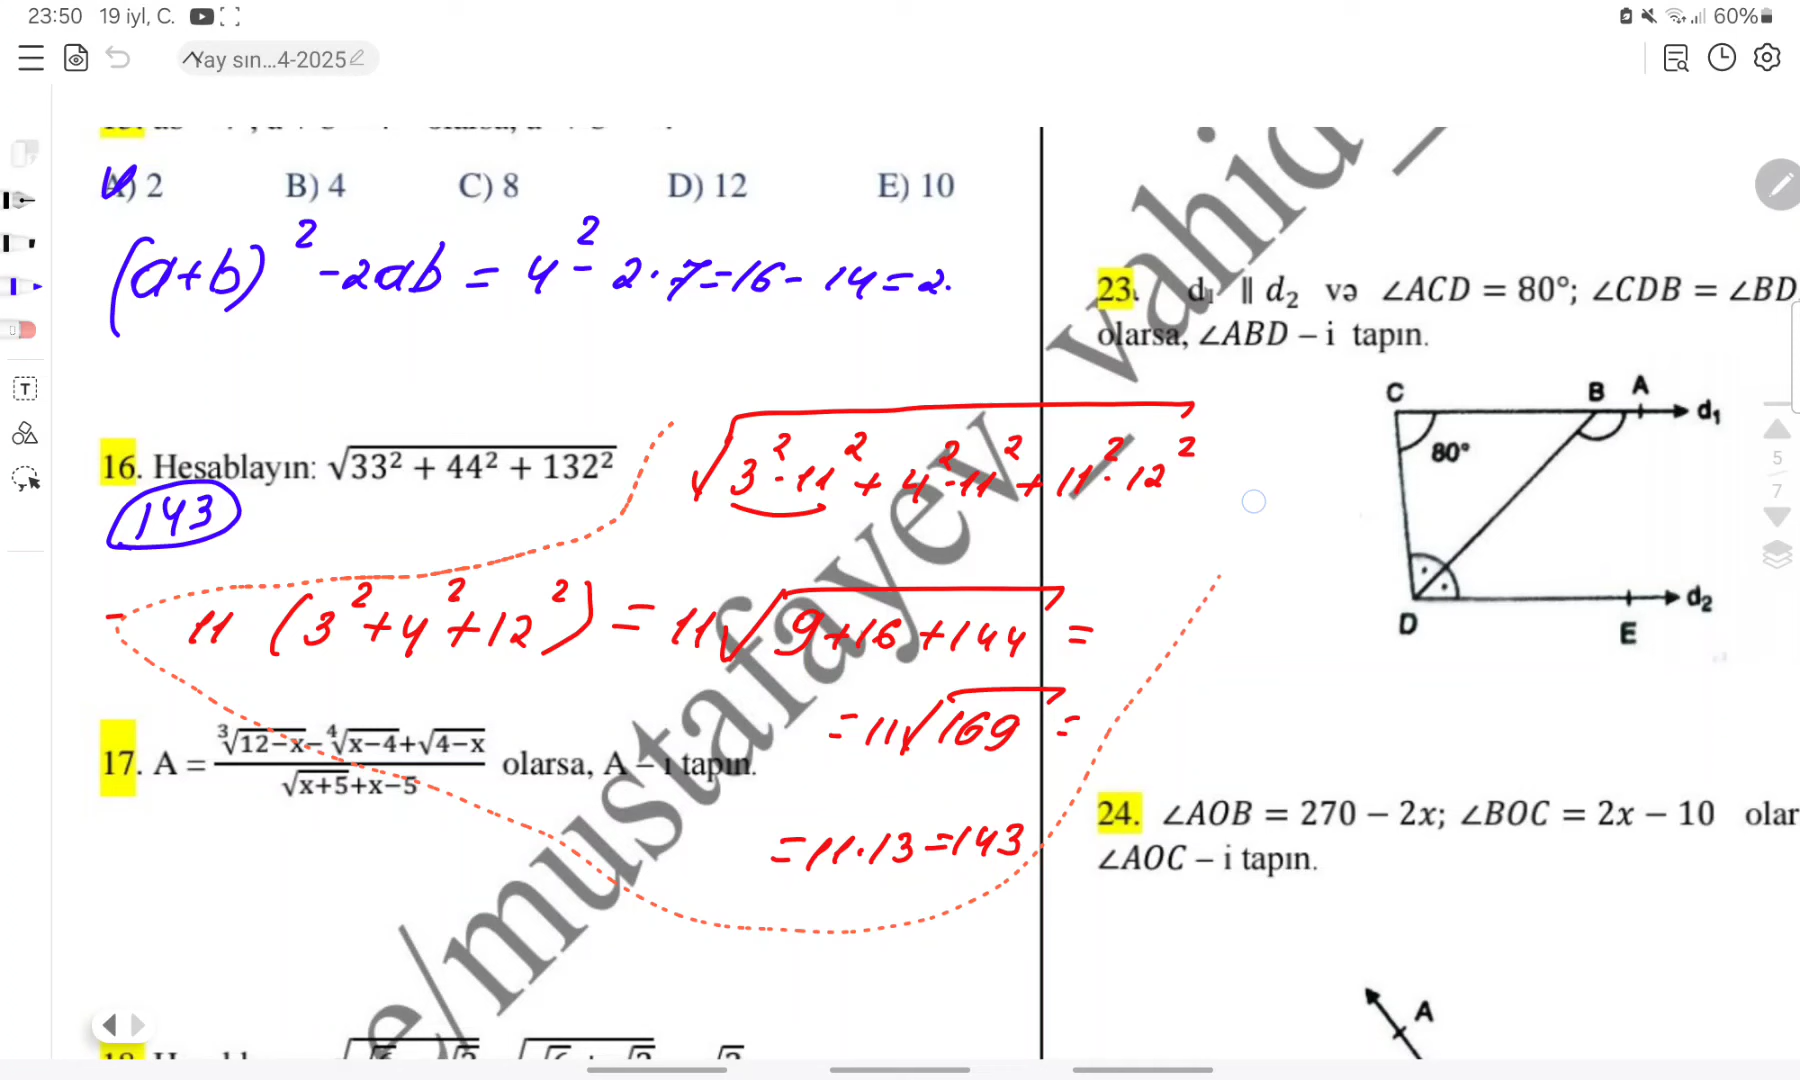 23:50 19 iyl, C.
60%
Yay sın...4-2025
A) 2 B) 4 C) 8 D) 12 E) 10
(a+b)² -2ab = 4² - 2·7=16- 14=2.
16. Hesablayın: √33² + 44² + 132²
143
√3²·11² + 4²·11² + 11²·12²
= 11 (3²+4²+12²) = 11√9+16+144 =
=11√169 =
=11·13=143
17. A = ∛12−x − ∜x−4+√4−x / √x+5+x−5 olarsa, A – ı tapın.
23. d₁ ∥ d₂ və ∠ACD = 80°; ∠CDB = ∠BD
olarsa, ∠ABD – i tapın.
C B A d₁
80°
D E d₂
24. ∠AOB = 270 − 2x; ∠BOC = 2x − 10 olar
∠AOC – i tapın.
A
e/mustafayev vahid_
5
7
T